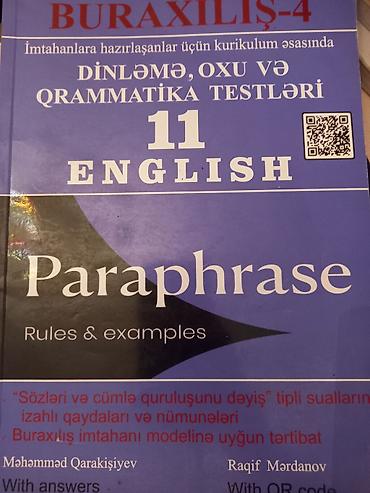 BURAXILIŞ-4
İmtahanlara hazırlaşanlar üçün kurikulum əsasında
DİNLƏMƏ, OXU VƏ
QRAMMATİKA TESTLƏRİ
11
ENGLISH
Paraphrase
Rules & examples
- "Sözləri və cümlə quruluşunu dəyiş" tipli sualların
izahlı qaydaları və nümunələri
- Buraxılış imtahanı modelinə uyğun tərtibat
Məhəmməd Qarakişiyev
Raqif Mərdanov
With answers
With QR code